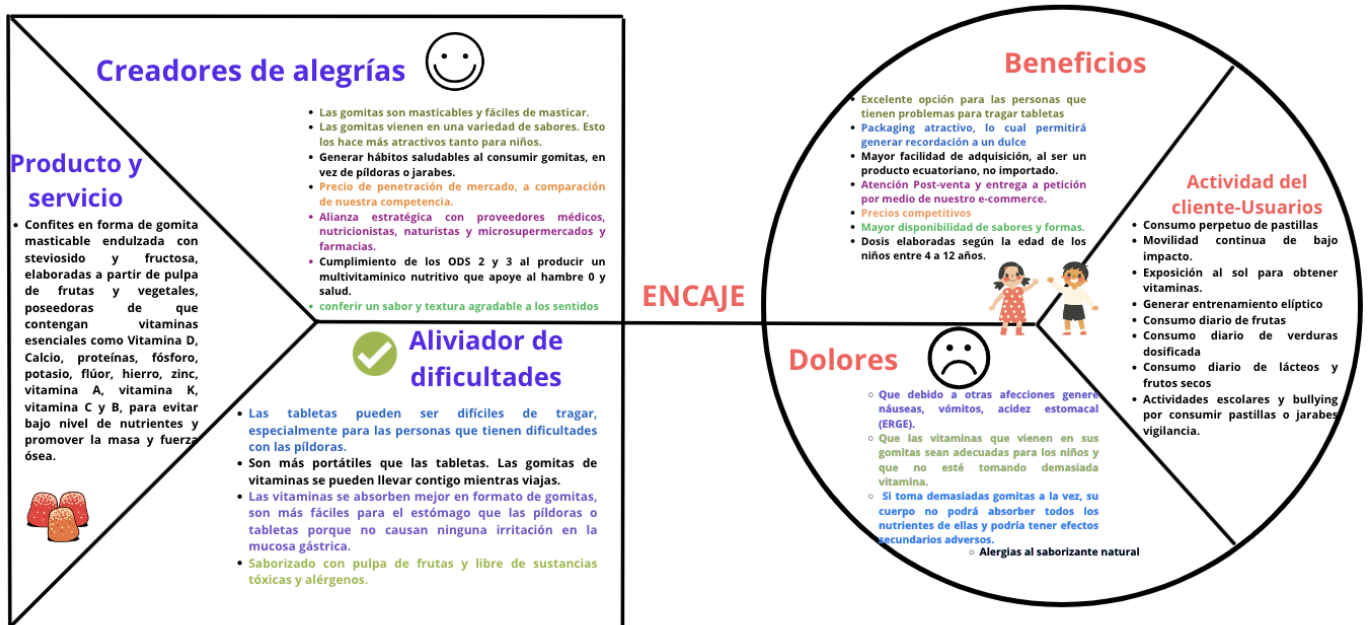 Creadores de alegrías
Las gomitas son masticables y fáciles de masticar.
Las gomitas vienen en una variedad de sabores. Esto
los hace más atractivos tanto para niños.
Generar hábitos saludables al consumir gomitas, en
vez de píldoras o jarabes.
Precio de penetración de mercado, a comparación
de nuestra competencia.
Alianza estratégica con proveedores médicos,
nutricionistas, naturistas y microsupermercados y
farmacias.
Cumplimiento de los ODS 2 y 3 al producir un
multivitaminico nutritivo que apoye al hambre 0 y
salud.
conferir un sabor y textura agradable a los sentidos
Producto y
servicio
Confites en forma de gomita
masticable endulzada con
steviosido y fructosa,
elaboradas a partir de pulpa
de frutas y vegetales,
poseedoras de que
contengan vitaminas
esenciales como Vitamina D,
Calcio, proteínas, fósforo,
potasio, flúor, hierro, zinc,
vitamina A, vitamina K,
vitamina C y B, para evitar
bajo nivel de nutrientes y
promover la masa y fuerza
ósea.
Aliviador de
dificultades
Las tabletas pueden ser difíciles de tragar,
especialmente para las personas que tienen dificultades
con las píldoras.
Son más portátiles que las tabletas. Las gomitas de
vitaminas se pueden llevar contigo mientras viajas.
Las vitaminas se absorben mejor en formato de gomitas,
son más fáciles para el estómago que las píldoras o
tabletas porque no causan ninguna irritación en la
mucosa gástrica.
Saborizado con pulpa de frutas y libre de sustancias
tóxicas y alérgenos.
ENCAJE
Beneficios
Excelente opción para las personas que
tienen problemas para tragar tabletas
Packaging atractivo, lo cual permitirá
generar recordación a un dulce
Mayor facilidad de adquisición, al ser un
producto ecuatoriano, no importado.
Atención Post-venta y entrega a petición
por medio de nuestro e-commerce.
Precios competitivos
Mayor disponibilidad de sabores y formas.
Dosis elaboradas según la edad de los
niños entre 4 a 12 años.
Actividad del
cliente-Usuarios
Consumo perpetuo de pastillas
Movilidad continua de bajo
impacto.
Exposición al sol para obtener
vitaminas.
Generar entrenamiento elíptico
Consumo diario de frutas
Consumo diario de verduras
dosificada
Consumo diario de lácteos y
frutos secos
Actividades escolares y bullying
por consumir pastillas o jarabes
vigilancia.
Dolores
Que debido a otras afecciones genere
náuseas, vómitos, acidez estomacal
(ERGE).
Que las vitaminas que vienen en sus
gomitas sean adecuadas para los niños y
que no esté tomando demasiada
vitamina.
Si toma demasiadas gomitas a la vez, su
cuerpo no podrá absorber todos los
nutrientes de ellas y podría tener efectos
secundarios adversos.
Alergias al saborizante natural